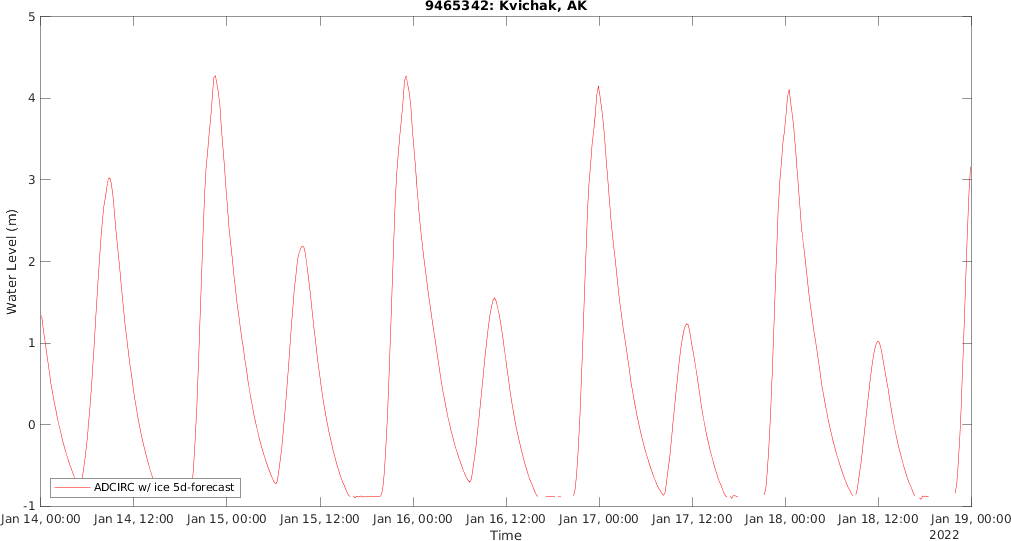 9465342: Kvichak, AK
5
4
3
2
1
0
-1
Water Level (m)
ADCIRC w/ ice 5d-forecast
Jan 14, 00:00 Jan 14, 12:00 Jan 15, 00:00 Jan 15, 12:00 Jan 16, 00:00 Jan 16, 12:00 Jan 17, 00:00 Jan 17, 12:00 Jan 18, 00:00 Jan 18, 12:00 Jan 19, 00:00
Time
2022